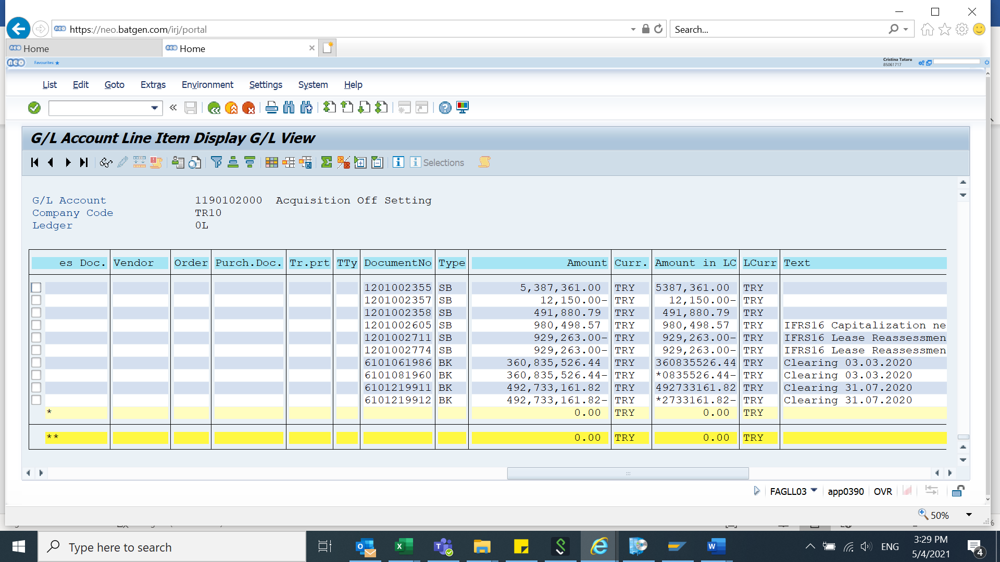 https://neo.batgen.com/irj/portal
Search...
neo Home
neo Home
neo Favourites: Cristina Tataru
85061717
List Edit Goto Extras Environment Settings System Help
G/L Account Line Item Display G/L View
Selections
G/L Account 1190102000 Acquisition Off Setting
Company Code TR10
Ledger 0L
es Doc. Vendor Order Purch.Doc. Tr.prt TTy DocumentNo Type Amount Curr. Amount in LC LCurr Text
1201002355 SB 5,387,361.00 TRY 5387,361.00 TRY
1201002357 SB 12,150.00- TRY 12,150.00- TRY
1201002358 SB 491,880.79 TRY 491,880.79 TRY
1201002605 SB 980,498.57 TRY 980,498.57 TRY IFRS16 Capitalization ne
1201002711 SB 929,263.00- TRY 929,263.00- TRY IFRS16 Lease Reassessmen
1201002774 SB 929,263.00- TRY 929,263.00- TRY IFRS16 Lease Reassessmen
6101061986 BK 360,835,526.44 TRY 360835526.44 TRY Clearing 03.03.2020
6101081960 BK 360,835,526.44- TRY *0835526.44- TRY Clearing 03.03.2020
6101219911 BK 492,733,161.82 TRY 492733161.82 TRY Clearing 31.07.2020
6101219912 BK 492,733,161.82- TRY *2733161.82- TRY Clearing 31.07.2020
* 0.00 TRY 0.00 TRY
** 0.00 TRY 0.00 TRY
FAGLL03 app0390 OVR
50%
Type here to search
ENG
3:29 PM
5/4/2021
4